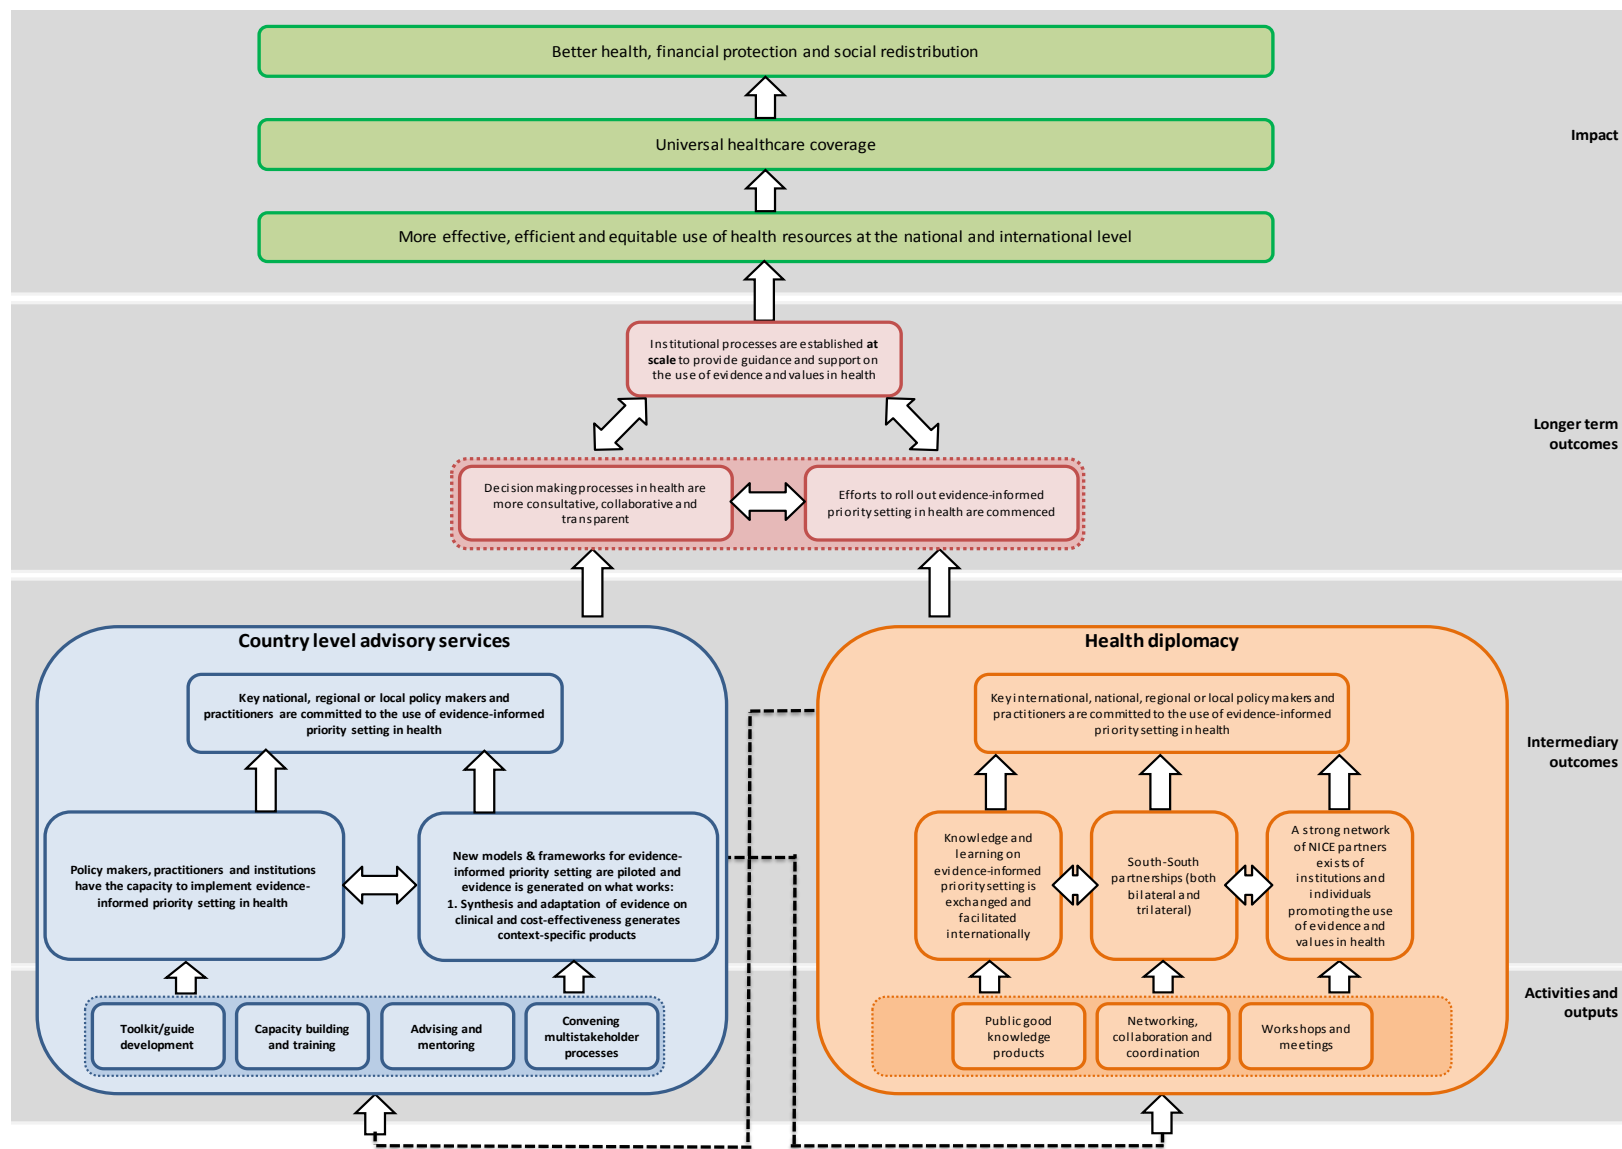 Better health, financial protection and social redistribution
Universal healthcare coverage
Impact
More effective, efficient and equitable use of health resources at the national and international level
Institutional processes are established at
scale to provide guidance and support on
the use of evidence and values in health
Longer term
outcomes
Decision making processes in health are
more consultative, collaborative and
transparent
Efforts to roll out evidence-informed
priority setting in health are commenced
Country level advisory services
Key national, regional or local policy makers and
practitioners are committed to the use of evidence-informed
priority setting in health
Policy makers, practitioners and institutions
have the capacity to implement evidence-
informed priority setting in health
New models & frameworks for evidence-
informed priority setting are piloted and
evidence is generated on what works:
1. Synthesis and adaptation of evidence on
clinical and cost-effectiveness generates
context-specific products
Toolkit/guide
development
Capacity building
and training
Advising and
mentoring
Convening
multistakeholder
processes
Health diplomacy
Key international, national, regional or local policy makers and
practitioners are committed to the use of evidence-informed
priority setting in health
Intermediary
outcomes
Knowledge and
learning on
evidence-informed
priority setting is
exchanged and
facilitated
internationally
South-South
partnerships (both
bilateral and
trilateral)
A strong network
of NICE partners
exists of
institutions and
individuals
promoting the use
of evidence and
values in health
Activities and
outputs
Public good
knowledge
products
Networking,
collaboration and
coordination
Workshops and
meetings